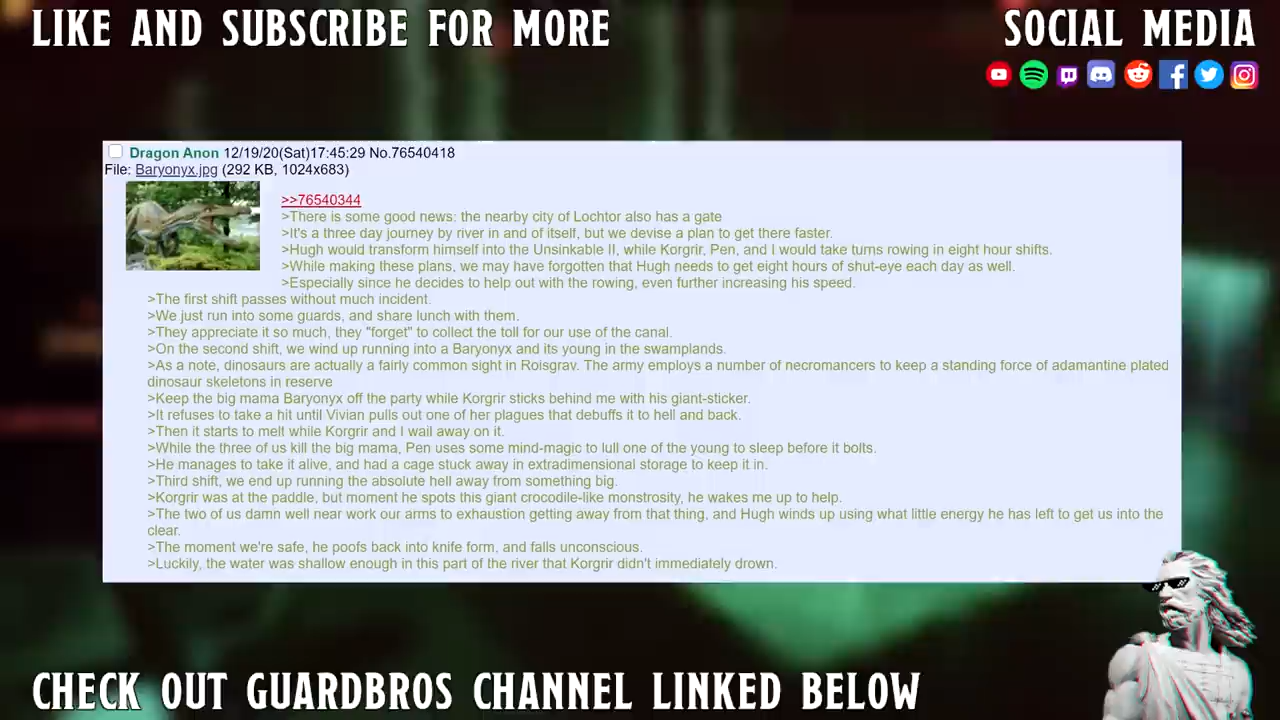 LIKE AND SUBSCRIBE FOR MORE
SOCIAL MEDIA
Dragon Anon 12/19/20(Sat)17:45:29 No.76540418
File: Baryonyx.jpg (292 KB, 1024x683)
>>76540344
>There is some good news: the nearby city of Lochtor also has a gate
>It's a three day journey by river in and of itself, but we devise a plan to get there faster.
>Hugh would transform himself into the Unsinkable II, while Korgrir, Pen, and I would take turns rowing in eight hour shifts.
>While making these plans, we may have forgotten that Hugh needs to get eight hours of shut-eye each day as well.
>Especially since he decides to help out with the rowing, even further increasing his speed.
>The first shift passes without much incident.
>We just run into some guards, and share lunch with them.
>They appreciate it so much, they "forget" to collect the toll for our use of the canal.
>On the second shift, we wind up running into a Baryonyx and its young in the swamplands.
>As a note, dinosaurs are actually a fairly common sight in Roisgrav. The army employs a number of necromancers to keep a standing force of adamantine plated
dinosaur skeletons in reserve
>Keep the big mama Baryonyx off the party while Korgrir sticks behind me with his giant-sticker.
>It refuses to take a hit until Vivian pulls out one of her plagues that debuffs it to hell and back.
>Then it starts to melt while Korgrir and I wail away on it.
>While the three of us kill the big mama, Pen uses some mind-magic to lull one of the young to sleep before it bolts.
>He manages to take it alive, and had a cage stuck away in extradimensional storage to keep it in.
>Third shift, we end up running the absolute hell away from something big.
>Korgrir was at the paddle, but moment he spots this giant crocodile-like monstrosity, he wakes me up to help.
>The two of us damn well near work our arms to exhaustion getting away from that thing, and Hugh winds up using what little energy he has left to get us into the
clear.
>The moment we're safe, he poofs back into knife form, and falls unconscious.
>Luckily, the water was shallow enough in this part of the river that Korgrir didn't immediately drown.
CHECK OUT GUARDBROS CHANNEL LINKED BELOW